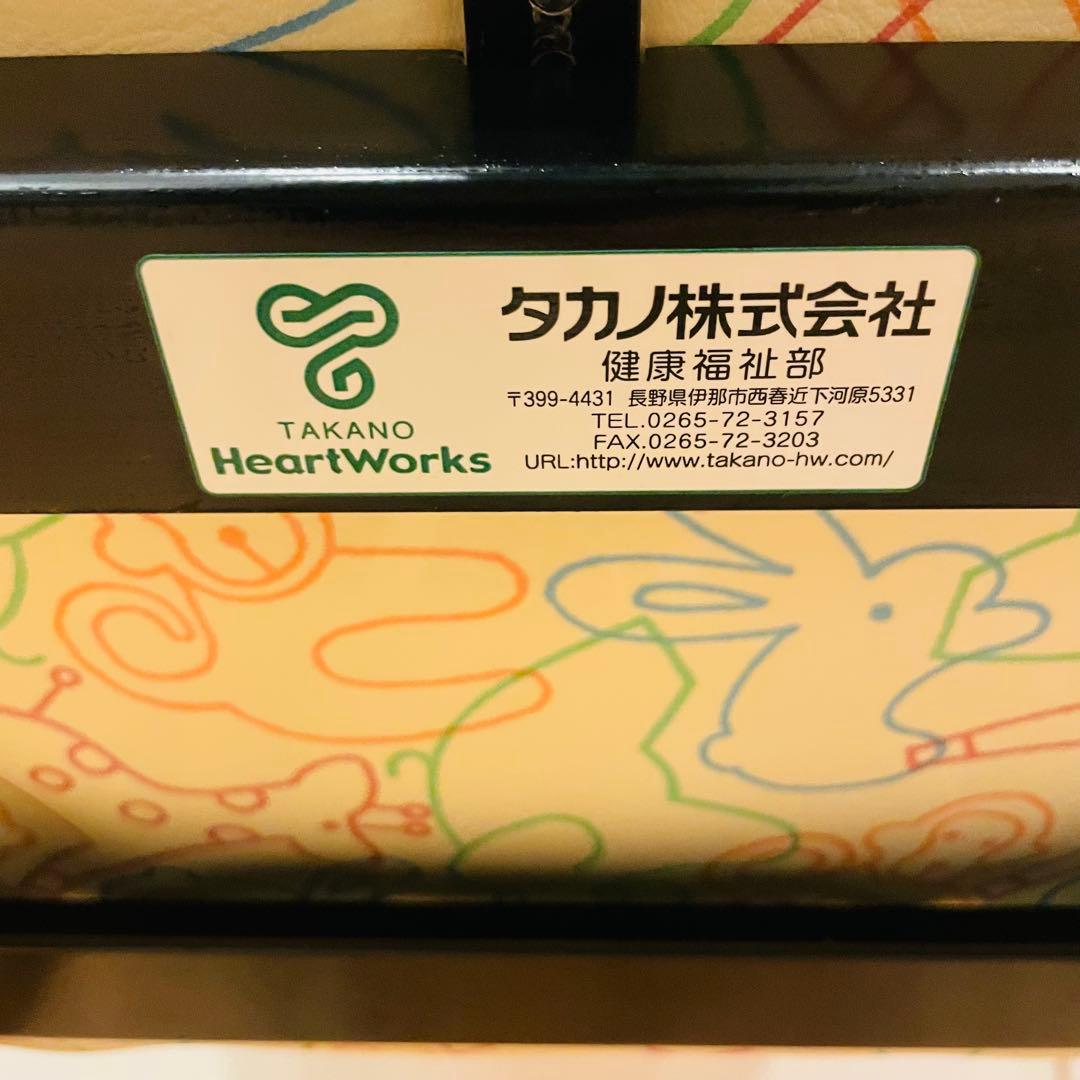 TAKANO
HeartWorks
タカノ株式会社
健康福祉部
〒399-4431 長野県伊那市西春近下河原5331
TEL.0265-72-3157
FAX.0265-72-3203
URL:http://www.takano-hw.com/